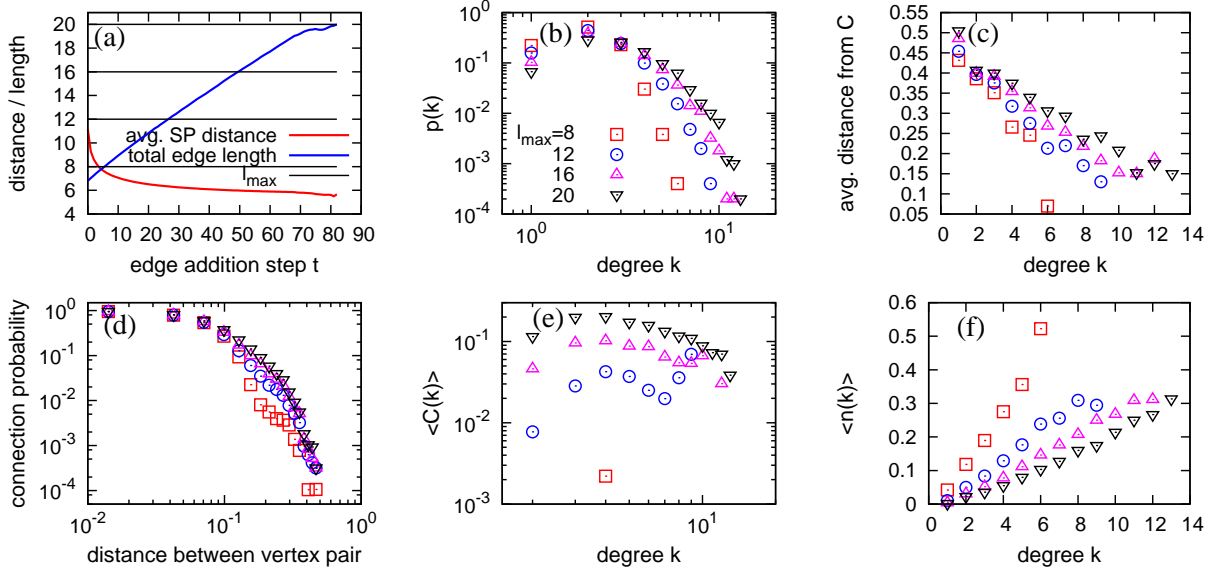 (a)
distance / length
20
18
16
14
12
10
8
6
4
avg. SP distance
total edge length
l_max
0 10 20 30 40 50 60 70 80 90
edge addition step t
(b)
p(k)
10^0
10^-1
10^-2
10^-3
10^-4
l_max=8
12
16
20
10^0 10^1
degree k
(c)
avg. distance from C
0.55
0.5
0.45
0.4
0.35
0.3
0.25
0.2
0.15
0.1
0.05
0 2 4 6 8 10 12 14
degree k
(d)
connection probability
10^0
10^-1
10^-2
10^-3
10^-4
10^-2 10^-1 10^0
distance between vertex pair
(e)
<C(k)>
10^-1
10^-2
10^-3
10^1
degree k
(f)
<n(k)>
0.6
0.5
0.4
0.3
0.2
0.1
0
0 2 4 6 8 10 12 14
degree k